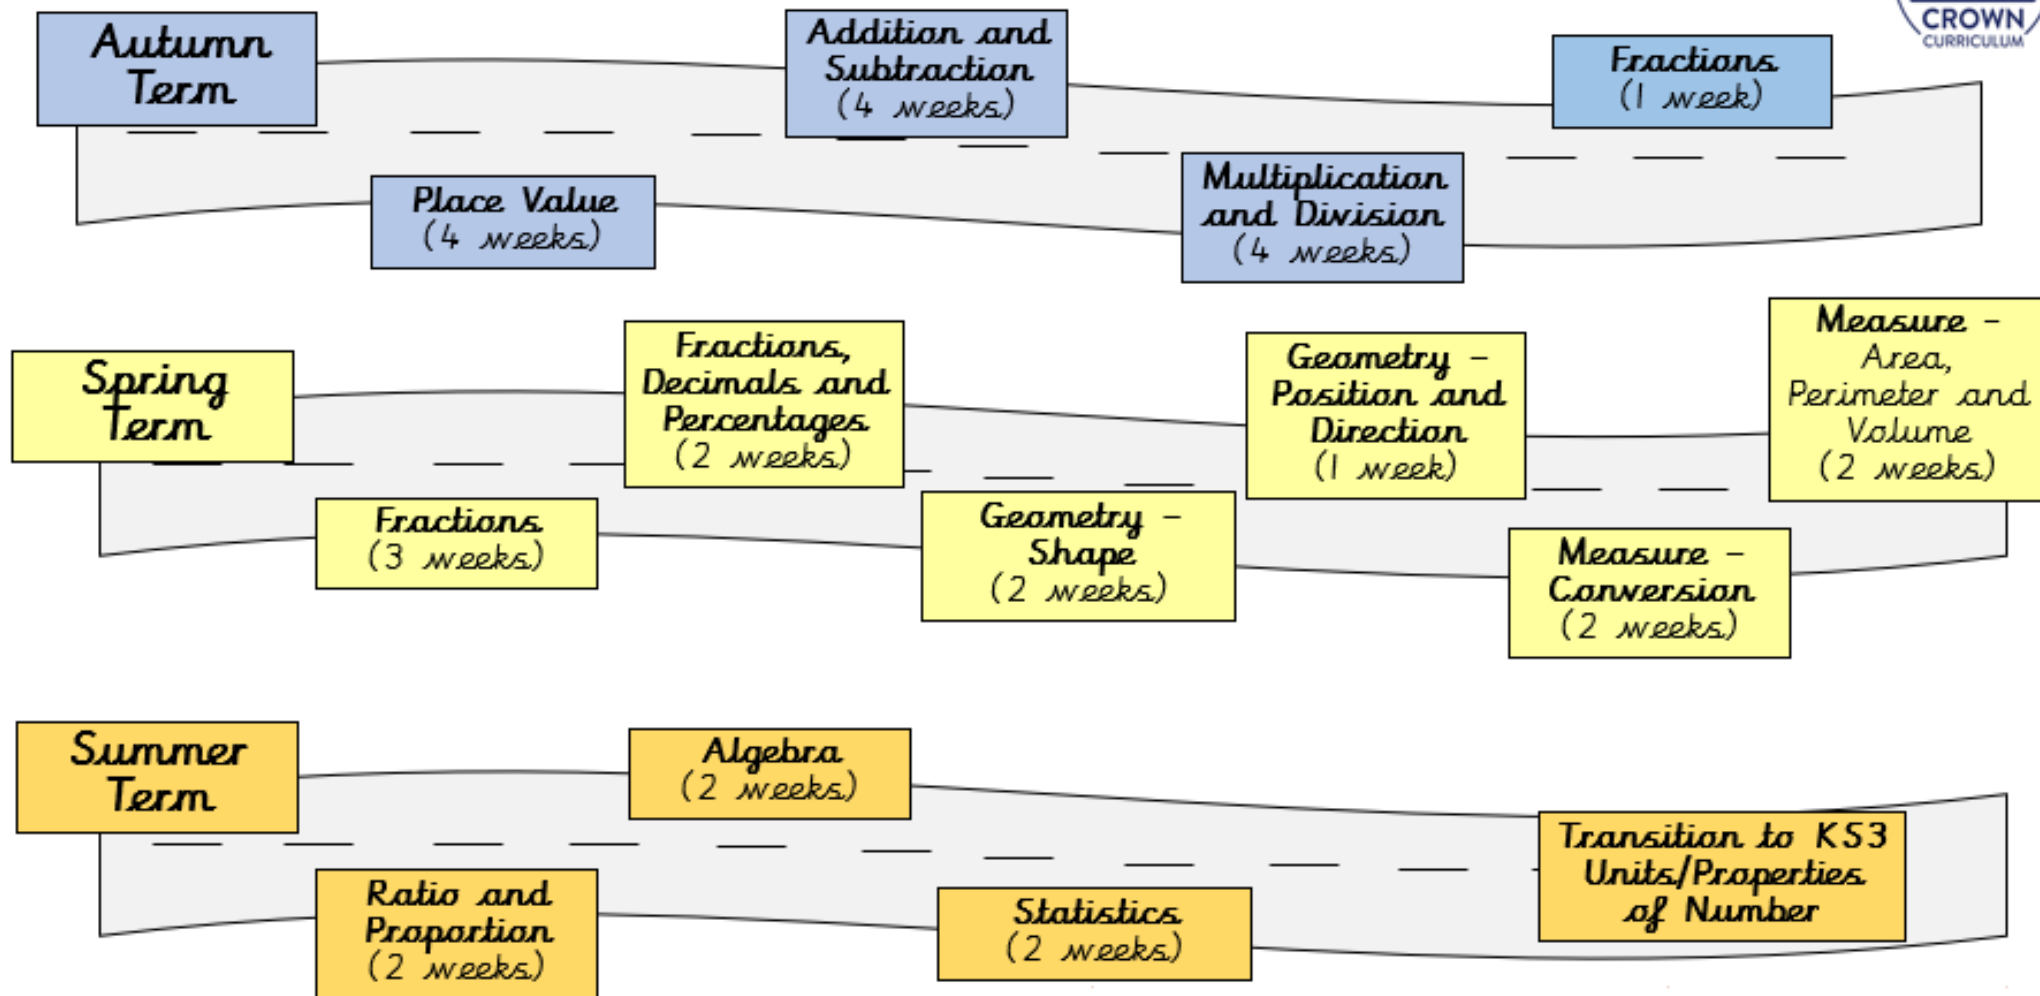 CROWN
CURRICULUM
Autumn
Term
Place Value
(4 weeks)
Addition and
Subtraction
(4 weeks)
Multiplication
and Division
(4 weeks)
Fractions
(1 week)
Spring
Term
Fractions
(3 weeks)
Fractions,
Decimals and
Percentages
(2 weeks)
Geometry -
Shape
(2 weeks)
Geometry -
Position and
Direction
(1 week)
Measure -
Conversion
(2 weeks)
Measure -
Area,
Perimeter and
Volume
(2 weeks)
Summer
Term
Ratio and
Proportion
(2 weeks)
Algebra
(2 weeks)
Statistics
(2 weeks)
Transition to KS3
Units/Properties
of Number